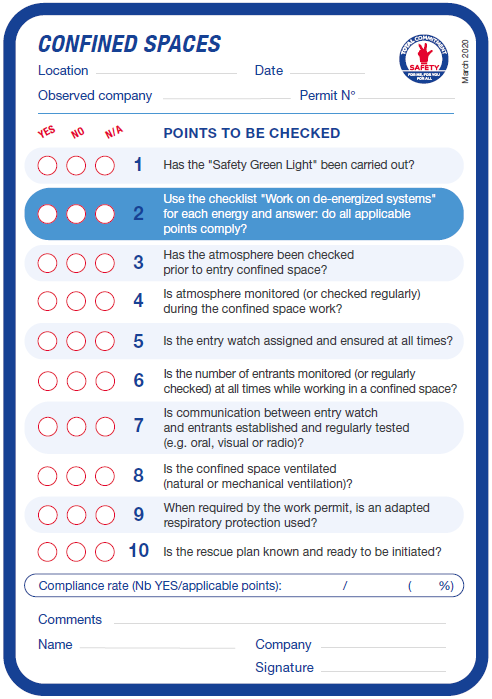 CONFINED SPACES
TOTAL COMMITMENT
SAFETY
FOR ME, FOR YOU
FOR ALL
March 2020
Location
Date
Observed company
Permit N°
YES NO N/A POINTS TO BE CHECKED
1 Has the "Safety Green Light" been carried out?
Use the checklist "Work on de-energized systems"
2 for each energy and answer: do all applicable
points comply?
3 Has the atmosphere been checked
prior to entry confined space?
4 Is atmosphere monitored (or checked regularly)
during the confined space work?
5 Is the entry watch assigned and ensured at all times?
6 Is the number of entrants monitored (or regularly
checked) at all times while working in a confined space?
Is communication between entry watch
7 and entrants established and regularly tested
(e.g. oral, visual or radio)?
8 Is the confined space ventilated
(natural or mechanical ventilation)?
9 When required by the work permit, is an adapted
respiratory protection used?
10 Is the rescue plan known and ready to be initiated?
Compliance rate (Nb YES/applicable points): / ( %)
Comments
Name
Company
Signature